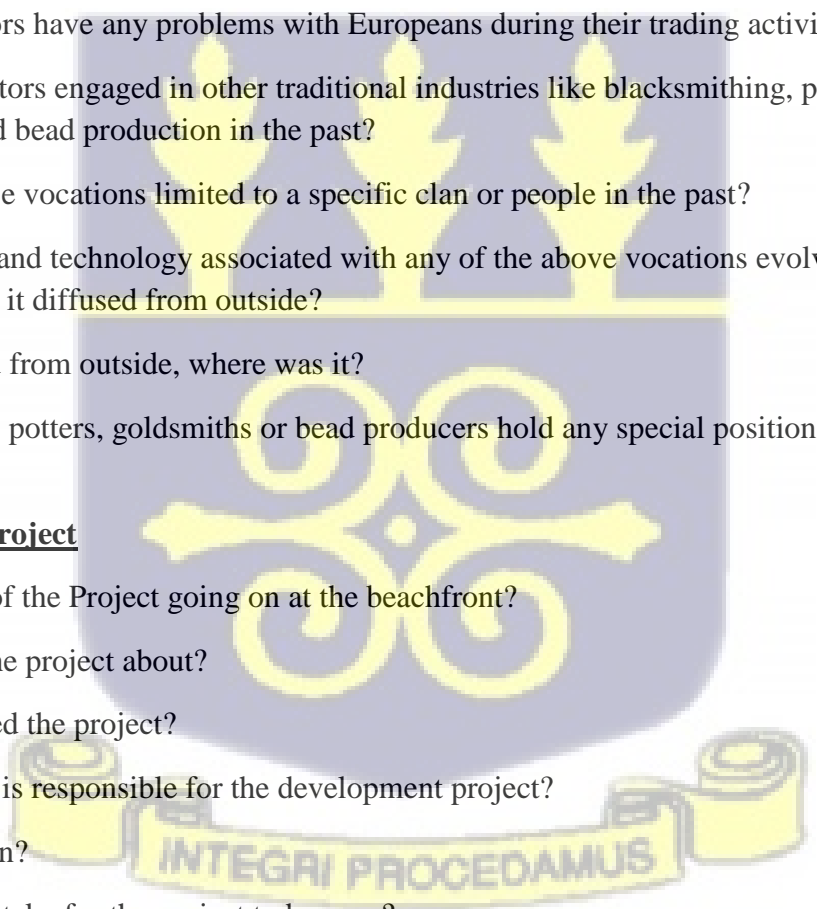 ors have any problems with Europeans during their trading activi
tors engaged in other traditional industries like blacksmithing, p
d bead production in the past?
e vocations limited to a specific clan or people in the past?
and technology associated with any of the above vocations evolv
it diffused from outside?
from outside, where was it?
potters, goldsmiths or bead producers hold any special position
roject
of the Project going on at the beachfront?
ne project about?
ed the project?
is responsible for the development project?
n?
INTEGRI PROCEDAMUS